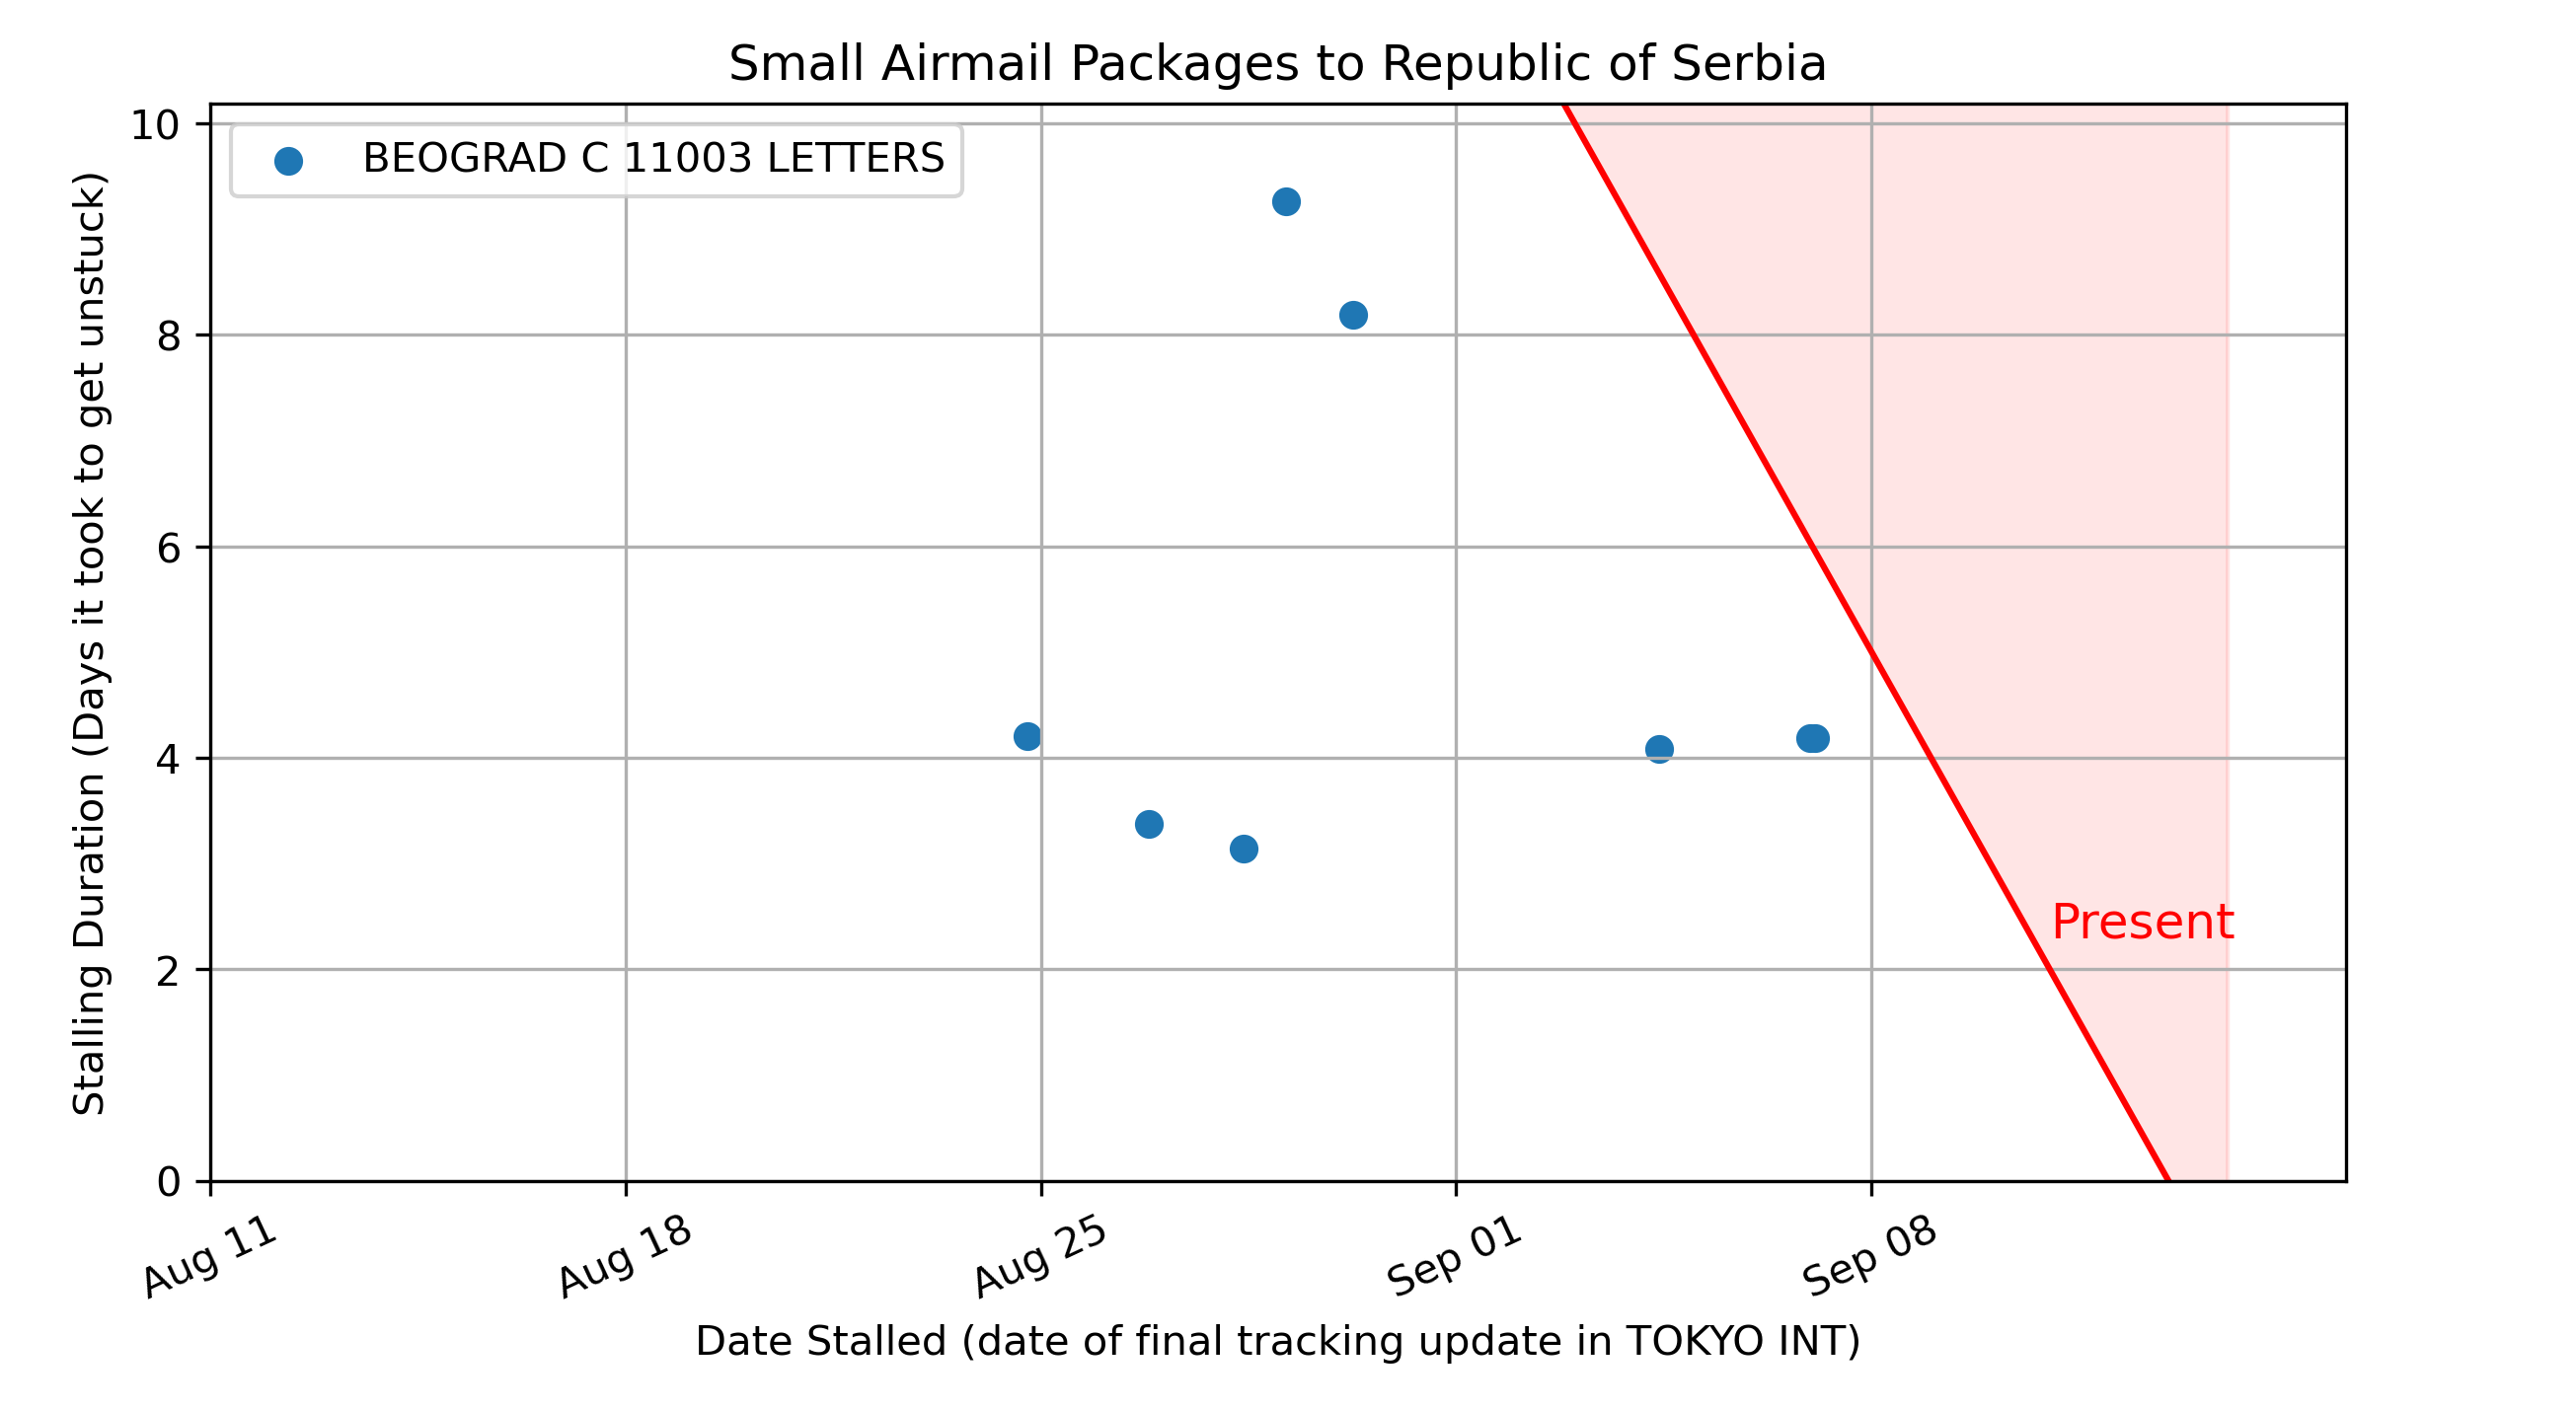 Small Airmail Packages to Republic of Serbia
BEOGRAD C 11003 LETTERS
Stalling Duration (Days it took to get unstuck)
10
8
6
4
2
0
Present
Aug 11
Aug 18
Aug 25
Sep 01
Sep 08
Date Stalled (date of final tracking update in TOKYO INT)